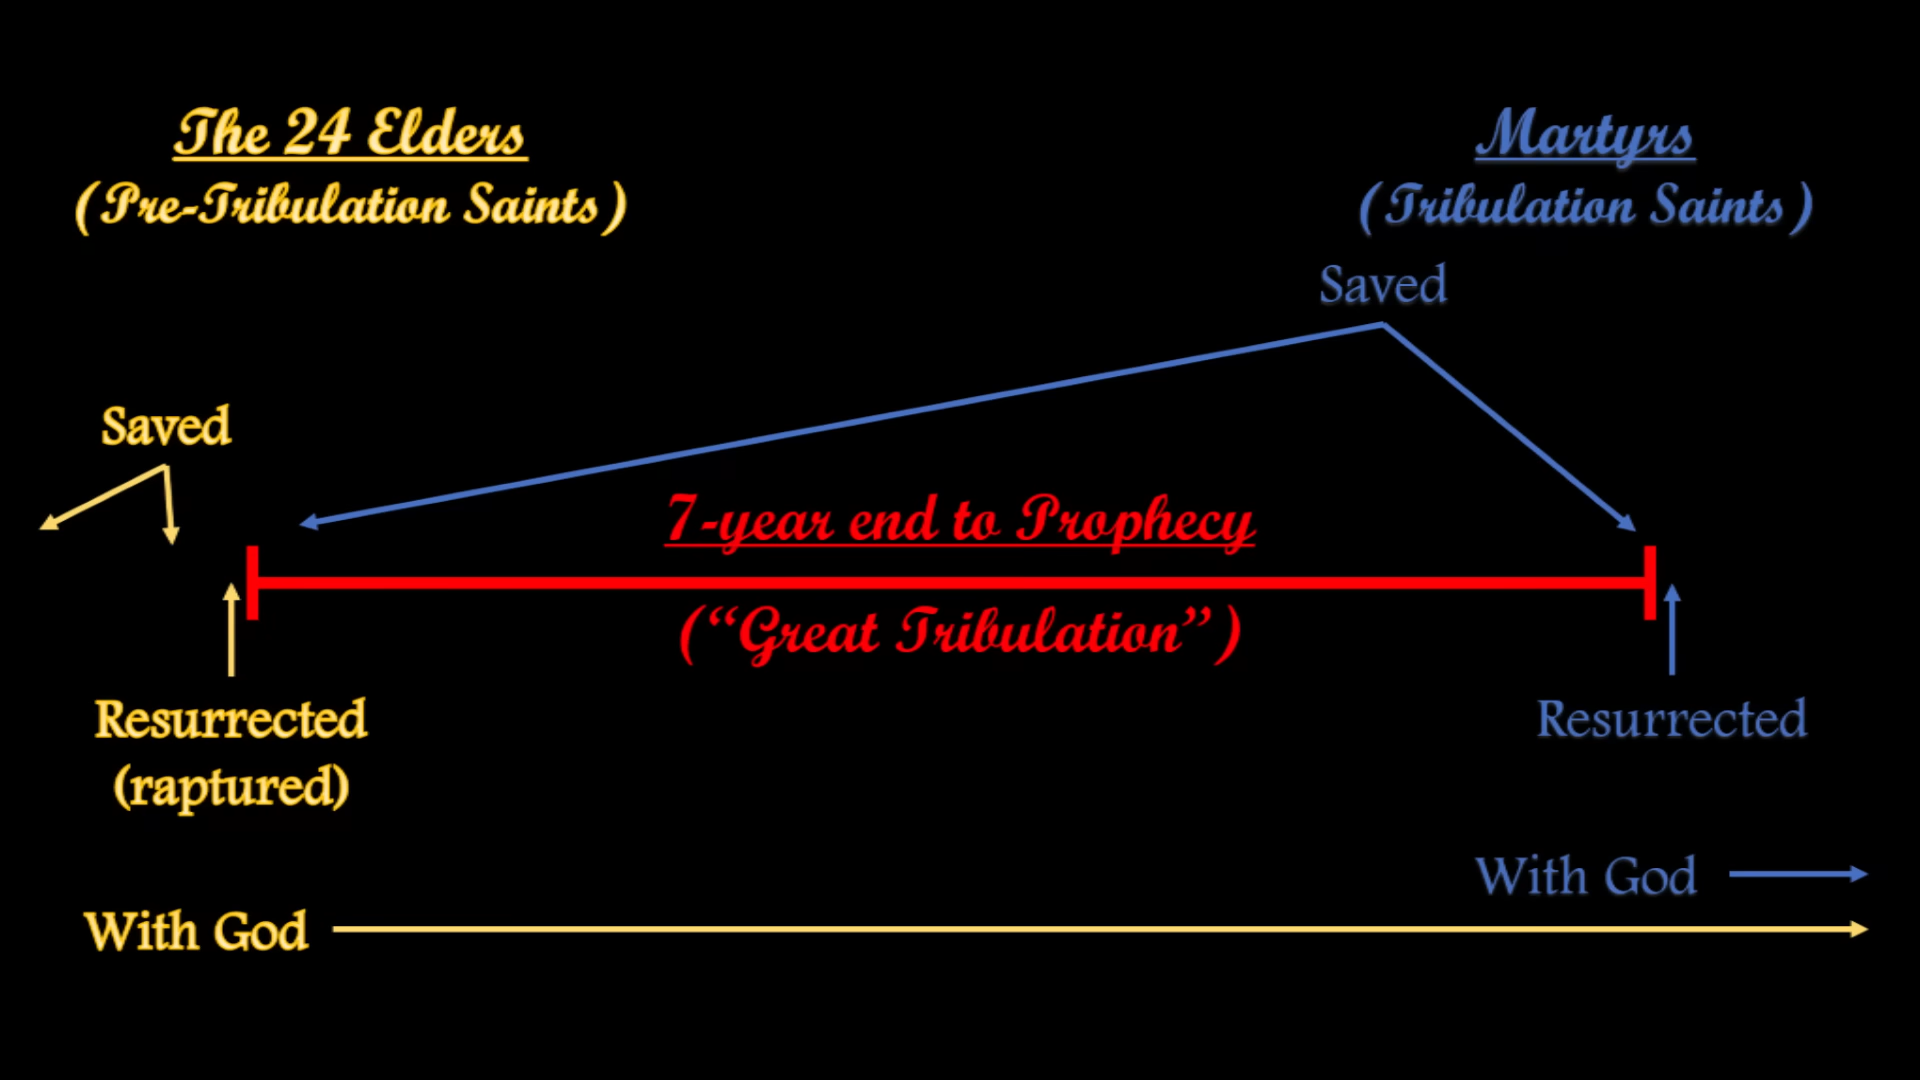 The 24 Elders
(Pre-Tribulation Saints)
Martyrs
(Tribulation Saints)
Saved
Saved
7-year end to Prophecy
(“Great Tribulation”)
Resurrected
(raptured)
Resurrected
With God
With God